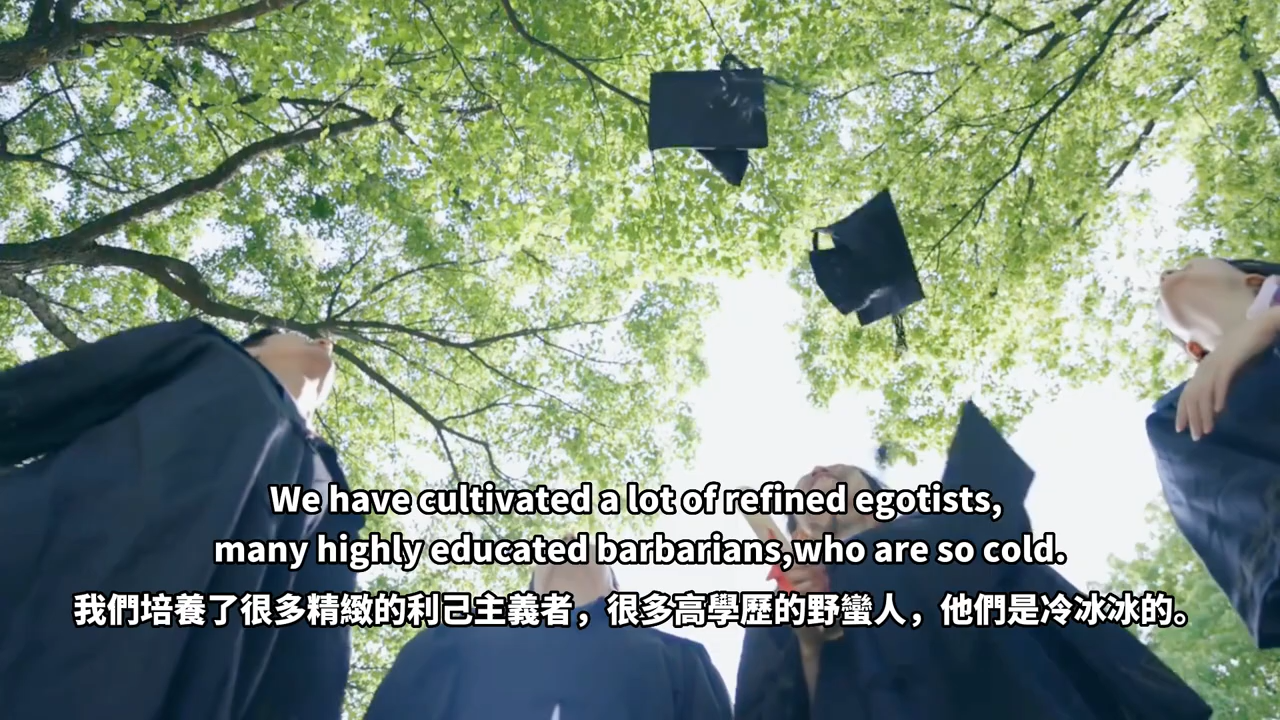 We have cultivated a lot of refined egotists,
many highly educated barbarians,who are so cold.
我們培養了很多精緻的利己主義者，很多高學歷的野蠻人，他們是冷冰冰的。